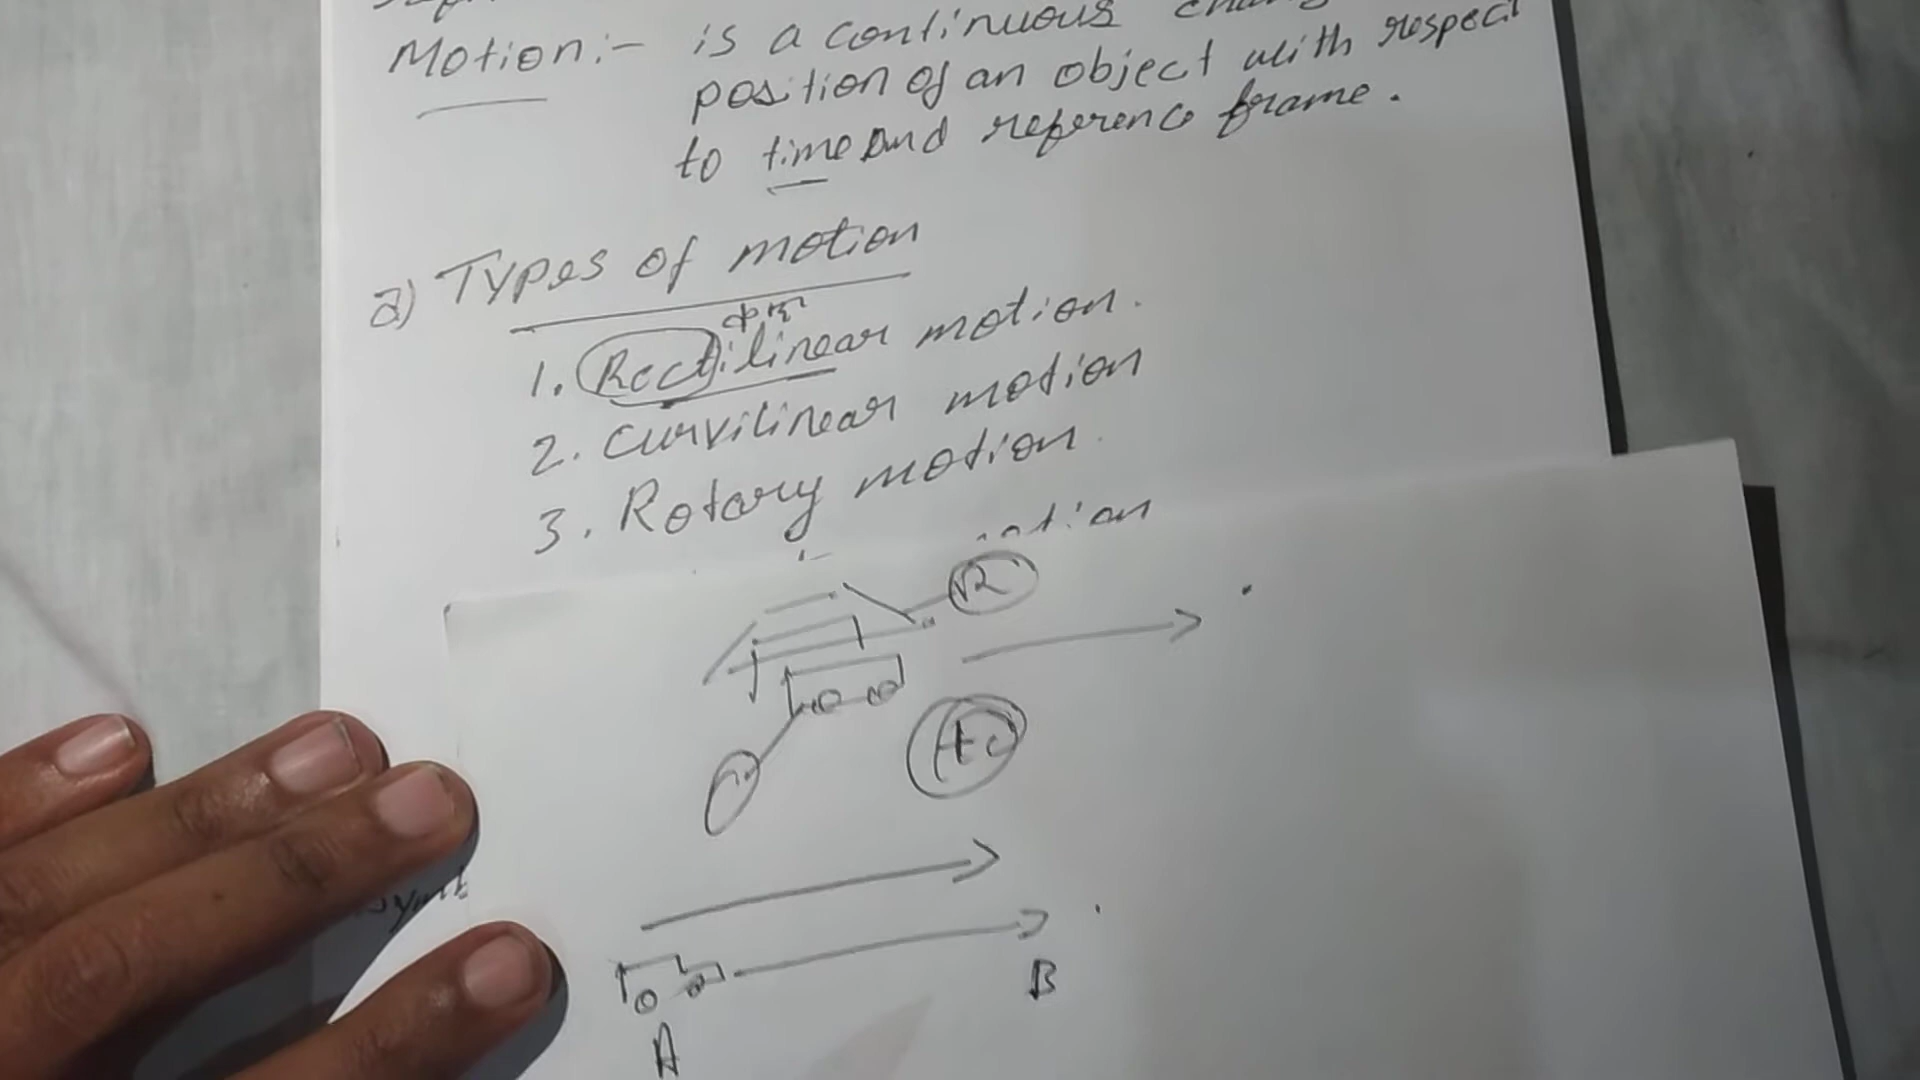 Motion:- is a continuous
position of an object with respect
to time and reference frame.
a) Types of motion
1. Rectilinear motion.
2. Curvilinear motion
3. Rotary motion.
motion
B
A